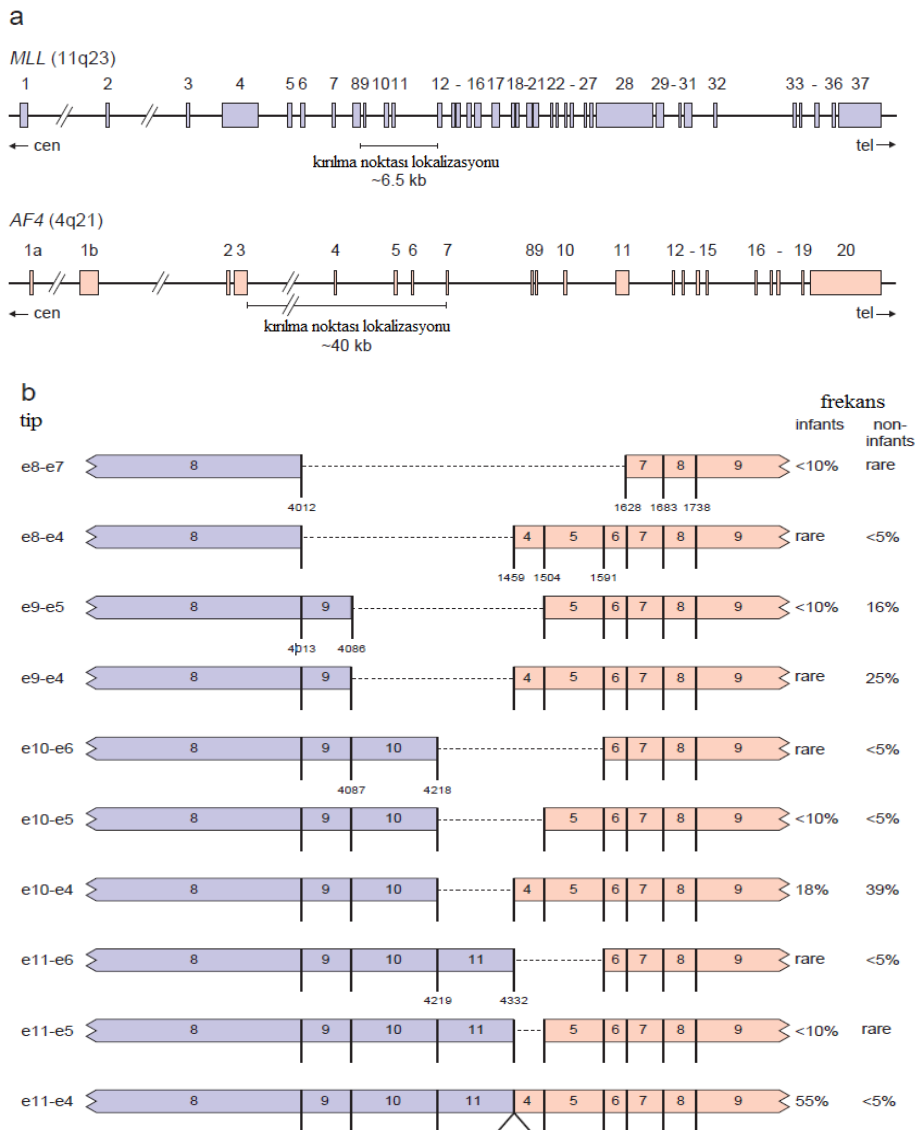 a
MLL (11q23)
1 2 3 4 5 6 7 8 9 10 11 12 - 16 17 18 - 21 22 - 27 28 29 - 31 32 33 - 36 37
← cen tel →
kırılma noktası lokalizasyonu
~6.5 kb
AF4 (4q21)
1a 1b 2 3 4 5 6 7 8 9 10 11 12 - 15 16 - 19 20
← cen tel →
kırılma noktası lokalizasyonu
~40 kb
b
tip frekans
infants non-infants
e8-e7 8 7 8 9 <10% rare
4012 1628 1683 1738
e8-e4 8 4 5 6 7 8 9 rare <5%
1459 1504 1591
e9-e5 8 9 5 6 7 8 9 <10% 16%
4013 4086
e9-e4 8 9 4 5 6 7 8 9 rare 25%
e10-e6 8 9 10 6 7 8 9 rare <5%
4087 4218
e10-e5 8 9 10 5 6 7 8 9 <10% <5%
e10-e4 8 9 10 4 5 6 7 8 9 18% 39%
e11-e6 8 9 10 11 6 7 8 9 rare <5%
4219 4332
e11-e5 8 9 10 11 5 6 7 8 9 <10% rare
e11-e4 8 9 10 11 4 5 6 7 8 9 55% <5%